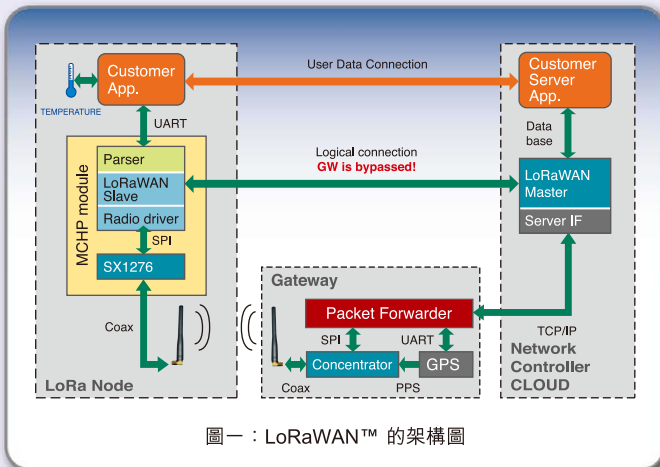 Customer
App.
TEMPERATURE
UART
MCHP module
Parser
LoRaWAN
Slave
Radio driver
SPI
SX1276
Coax
LoRa Node
User Data Connection
Logical connection
GW is bypassed!
Customer
Server
App.
Data
base
LoRaWAN
Master
Server IF
TCP/IP
Network
Controller
CLOUD
Gateway
Packet Forwarder
SPI
UART
Concentrator
GPS
Coax
PPS
圖一：LoRaWAN™ 的架構圖